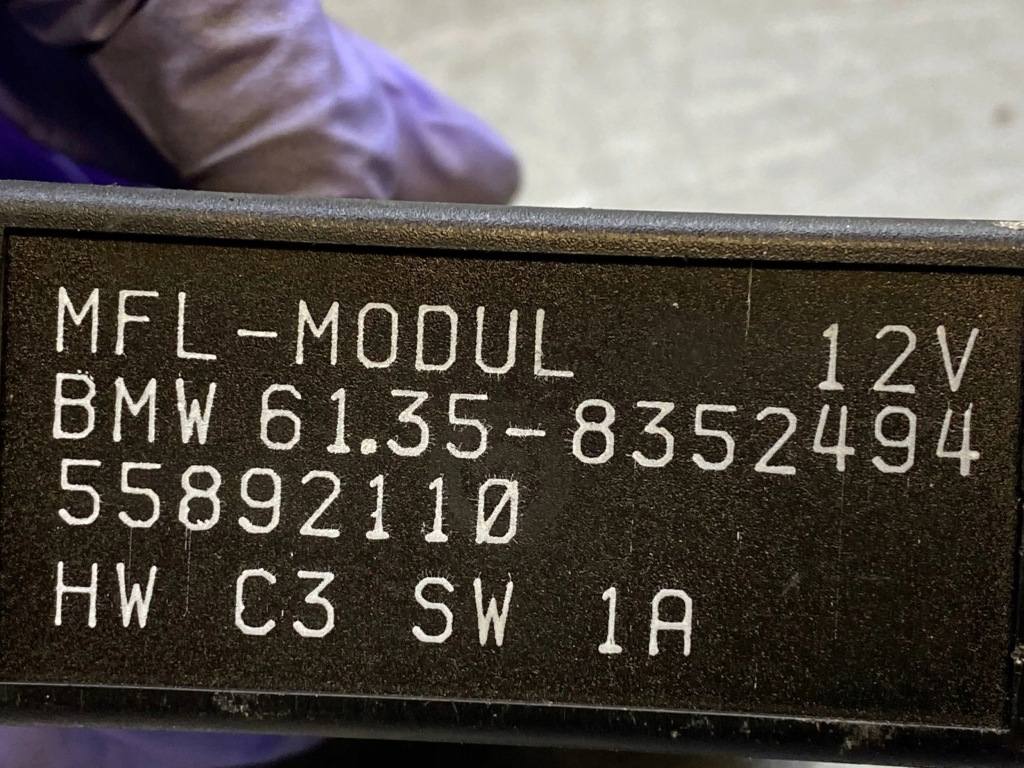 MFL-MODUL 12V
BMW 61.35-8352494
55892110
HW C3 SW 1A